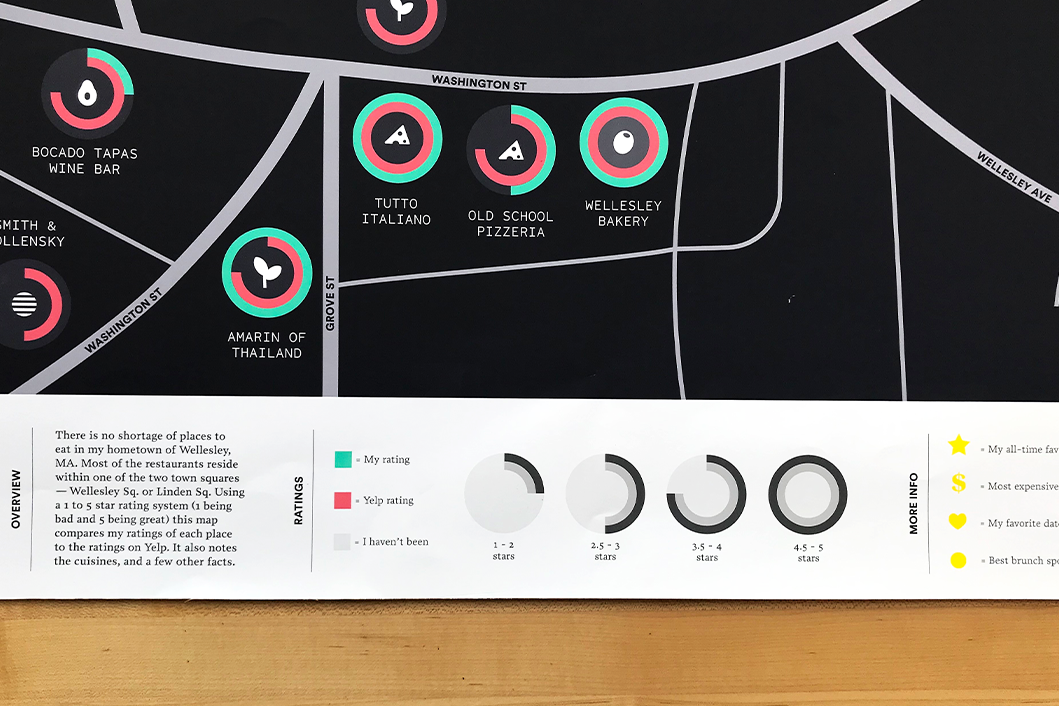 WASHINGTON ST
WELLESLEY AVE
BOCADO TAPAS
WINE BAR
TUTTO
ITALIANO
OLD SCHOOL
PIZZERIA
WELLESLEY
BAKERY
SMITH &
OLLENSKY
WASHINGTON ST
GROVE ST
AMARIN OF
THAILAND
OVERVIEW
There is no shortage of places to
eat in my hometown of Wellesley,
MA. Most of the restaurants reside
within one of the two town squares
— Wellesley Sq. or Linden Sq. Using
a 1 to 5 star rating system (1 being
bad and 5 being great) this map
compares my ratings of each place
to the ratings on Yelp. It also notes
the cuisines, and a few other facts.
RATINGS
= My rating
= Yelp rating
= I haven't been
1 - 2
stars
2.5 - 3
stars
3.5 - 4
stars
4.5 - 5
stars
MORE INFO
= My all-time fav
$ = Most expensive
= My favorite dat
= Best brunch spo